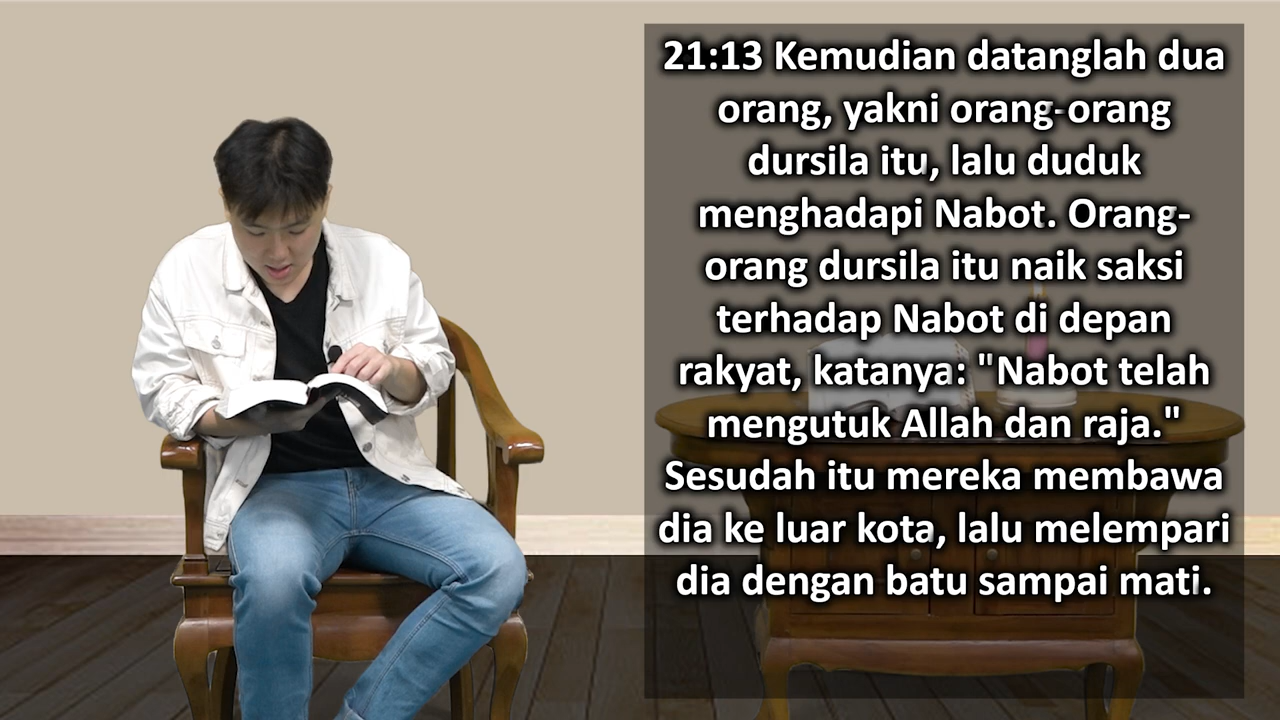 21:13 Kemudian datanglah dua
orang, yakni orang-orang
dursila itu, lalu duduk
menghadapi Nabot. Orang-
orang dursila itu naik saksi
terhadap Nabot di depan
rakyat, katanya: "Nabot telah
mengutuk Allah dan raja."
Sesudah itu mereka membawa
dia ke luar kota, lalu melempari
dia dengan batu sampai mati.